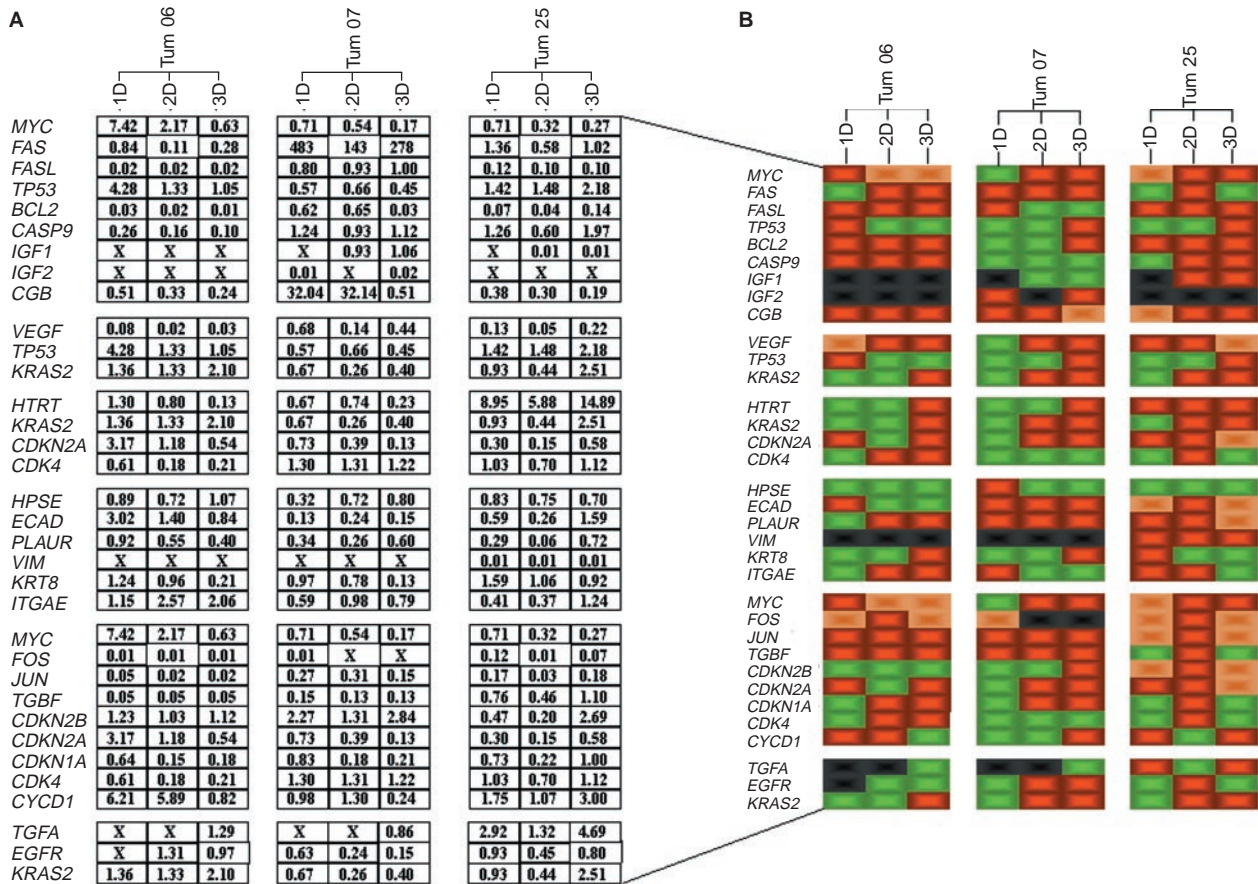 A
Tum 06 Tum 07 Tum 25
1D 2D 3D 1D 2D 3D 1D 2D 3D
MYC 7.42 2.17 0.63 0.71 0.54 0.17 0.71 0.32 0.27
FAS 0.84 0.11 0.28 483 143 278 1.36 0.58 1.02
FASL 0.02 0.02 0.02 0.80 0.93 1.00 0.12 0.10 0.10
TP53 4.28 1.33 1.05 0.57 0.66 0.45 1.42 1.48 2.18
BCL2 0.03 0.02 0.01 0.62 0.65 0.03 0.07 0.04 0.14
CASP9 0.26 0.16 0.10 1.24 0.93 1.12 1.26 0.60 1.97
IGF1 X X X X 0.93 1.06 X 0.01 0.01
IGF2 X X X 0.01 X 0.02 X X X
CGB 0.51 0.33 0.24 32.04 32.14 0.51 0.38 0.30 0.19
VEGF 0.08 0.02 0.03 0.68 0.14 0.44 0.13 0.05 0.22
TP53 4.28 1.33 1.05 0.57 0.66 0.45 1.42 1.48 2.18
KRAS2 1.36 1.33 2.10 0.67 0.26 0.40 0.93 0.44 2.51
HTRT 1.30 0.80 0.13 0.67 0.74 0.23 8.95 5.88 14.89
KRAS2 1.36 1.33 2.10 0.67 0.26 0.40 0.93 0.44 2.51
CDKN2A 3.17 1.18 0.54 0.73 0.39 0.13 0.30 0.15 0.58
CDK4 0.61 0.18 0.21 1.30 1.31 1.22 1.03 0.70 1.12
HPSE 0.89 0.72 1.07 0.32 0.72 0.80 0.83 0.75 0.70
ECAD 3.02 1.40 0.84 0.13 0.24 0.15 0.59 0.26 1.59
PLAUR 0.92 0.55 0.40 0.34 0.26 0.60 0.29 0.06 0.72
VIM X X X X X X 0.01 0.01 0.01
KRT8 1.24 0.96 0.21 0.97 0.78 0.13 1.59 1.06 0.92
ITGAE 1.15 2.57 2.06 0.59 0.98 0.79 0.41 0.37 1.24
MYC 7.42 2.17 0.63 0.71 0.54 0.17 0.71 0.32 0.27
FOS 0.01 0.01 0.01 0.01 X X 0.12 0.01 0.07
JUN 0.05 0.02 0.02 0.27 0.31 0.15 0.17 0.03 0.18
TGBF 0.05 0.05 0.05 0.15 0.13 0.13 0.76 0.46 1.10
CDKN2B 1.23 1.03 1.12 2.27 1.31 2.84 0.47 0.20 2.69
CDKN2A 3.17 1.18 0.54 0.73 0.39 0.13 0.30 0.15 0.58
CDKN1A 0.64 0.15 0.18 0.83 0.18 0.21 0.73 0.22 1.00
CDK4 0.61 0.18 0.21 1.30 1.31 1.22 1.03 0.70 1.12
CYCD1 6.21 5.89 0.82 0.98 1.30 0.24 1.75 1.07 3.00
TGFA X X 1.29 X X 0.86 2.92 1.32 4.69
EGFR X 1.31 0.97 0.63 0.24 0.15 0.93 0.45 0.80
KRAS2 1.36 1.33 2.10 0.67 0.26 0.40 0.93 0.44 2.51
B
Tum 06 Tum 07 Tum 25
1D 2D 3D 1D 2D 3D 1D 2D 3D
MYC
FAS
FASL
TP53
BCL2
CASP9
IGF1
IGF2
CGB
VEGF
TP53
KRAS2
HTRT
KRAS2
CDKN2A
CDK4
HPSE
ECAD
PLAUR
VIM
KRT8
ITGAE
MYC
FOS
JUN
TGBF
CDKN2B
CDKN2A
CDKN1A
CDK4
CYCD1
TGFA
EGFR
KRAS2